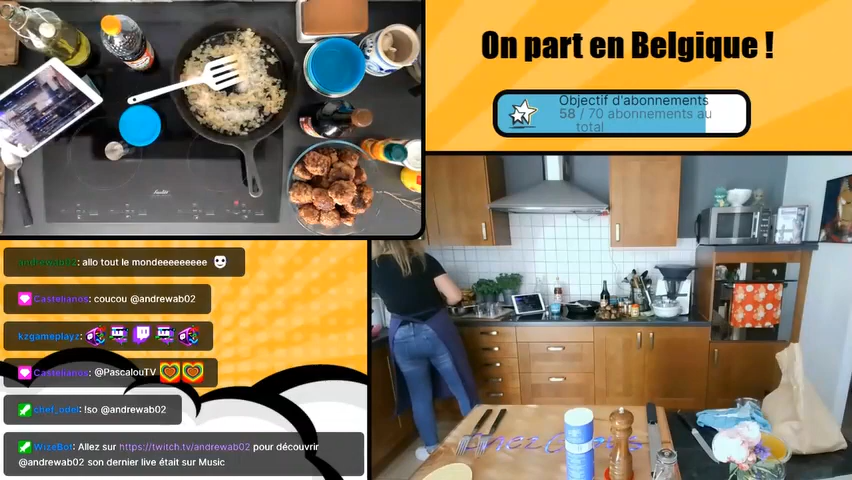 On part en Belgique !
Objectif d'abonnements
58 / 70 abonnements au
total
andrewab02: allo tout le mondeeeeeeeee
Castelianos: coucou @andrewab02
kzgameplayz:
Castelianos: @PascalouTV
chef_odel: !so @andrewab02
WizeBot: Allez sur https://twitch.tv/andrewab02 pour découvrir
@andrewab02 son dernier live était sur Music